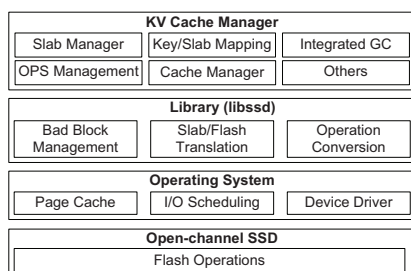 KV Cache Manager
Slab Manager Key/Slab Mapping Integrated GC
OPS Management Cache Manager Others
Library (libssd)
Bad Block Management Slab/Flash Translation Operation Conversion
Operating System
Page Cache I/O Scheduling Device Driver
Open-channel SSD
Flash Operations